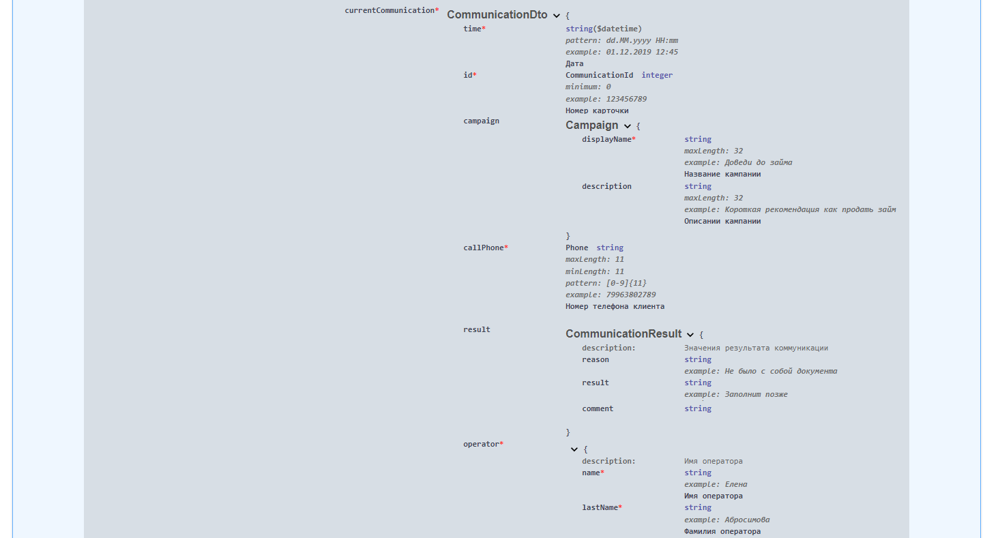 currentCommunication* CommunicationDto {
time* string($datetime)
pattern: dd.MM.yyyy HH:mm
example: 01.12.2019 12:45
Дата
id* CommunicationId integer
minimum: 0
example: 123456789
Номер карточки
campaign Campaign {
displayName* string
maxLength: 32
example: Доведи до займа
Название кампании
description string
maxLength: 32
example: Короткая рекомендация как продать займ
Описании кампании
}
callPhone* Phone string
maxLength: 11
minLength: 11
pattern: [0-9]{11}
example: 79963802789
Номер телефона клиента
result CommunicationResult {
description: Значения результата коммуникации
reason string
example: Не было с собой документа
result string
example: Заполнит позже
comment string
}
operator* {
description: Имя оператора
name* string
example: Елена
Имя оператора
lastName* string
example: Абросимова
Фамилия оператора